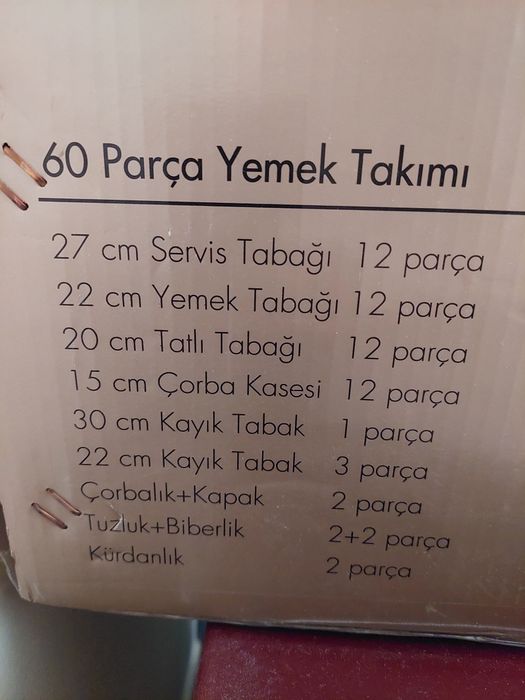 60 Parça Yemek Takımı
27 cm Servis Tabağı 12 parça
22 cm Yemek Tabağı 12 parça
20 cm Tatlı Tabağı 12 parça
15 cm Çorba Kasesi 12 parça
30 cm Kayık Tabak 1 parça
22 cm Kayık Tabak 3 parça
Çorbalık+Kapak 2 parça
Tuzluk+Biberlik 2+2 parça
Kürdanlık 2 parça